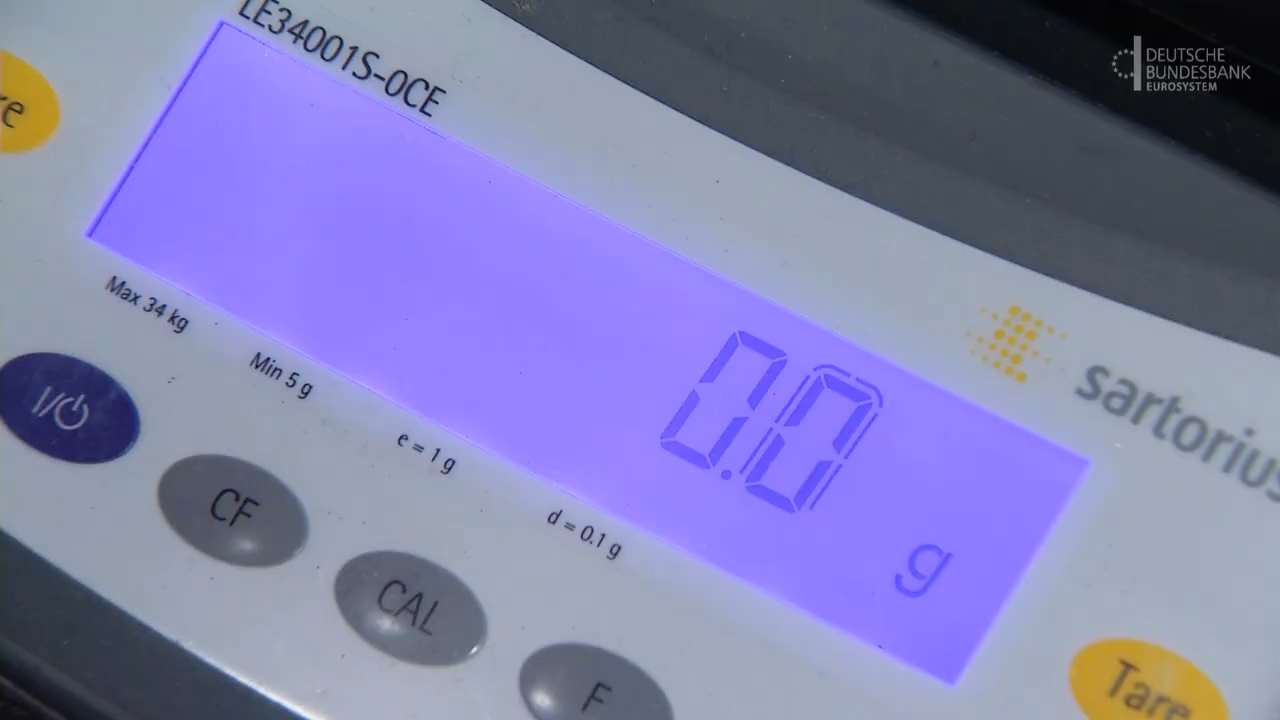 LE34001S-0CE
DEUTSCHE
BUNDESBANK
EUROSYSTEM
re
0.0
g
sartorius
Max 34 kg
Min 5 g
e = 1 g
d = 0.1 g
I/
CF
CAL
F
Tare